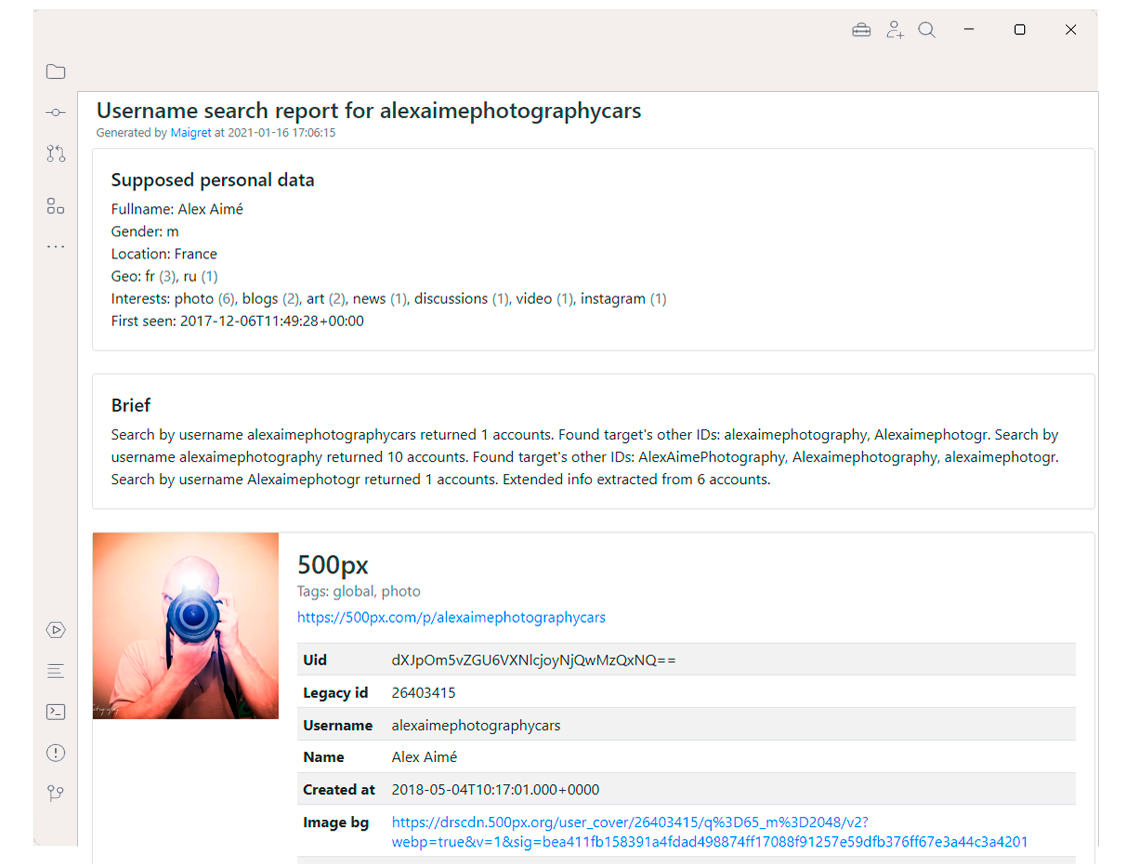 Username search report for alexaimephotographycars
Generated by Maigret at 2021-01-16 17:06:15
Supposed personal data
Fullname: Alex Aimé
Gender: m
Location: France
Geo: fr (3), ru (1)
Interests: photo (6), blogs (2), art (2), news (1), discussions (1), video (1), instagram (1)
First seen: 2017-12-06T11:49:28+00:00
Brief
Search by username alexaimephotographycars returned 1 accounts. Found target's other IDs: alexaimephotography, Alexaimephotogr. Search by
username alexaimephotography returned 10 accounts. Found target's other IDs: AlexAimePhotography, Alexaimephotography, alexaimephotogr.
Search by username Alexaimephotogr returned 1 accounts. Extended info extracted from 6 accounts.
500px
Tags: global, photo
https://500px.com/p/alexaimephotographycars
Uid dXJpOm5vZGU6VXNlcjoyNjQwMzQxNQ==
Legacy id 26403415
Username alexaimephotographycars
Name Alex Aimé
Created at 2018-05-04T10:17:01.000+0000
Image bg https://drscdn.500px.org/user_cover/26403415/q%3D65_m%3D2048/v2?
webp=true&v=1&sig=bea411fb158391a4fdad498874ff17088f91257e59dfb376ff67e3a44c3a4201